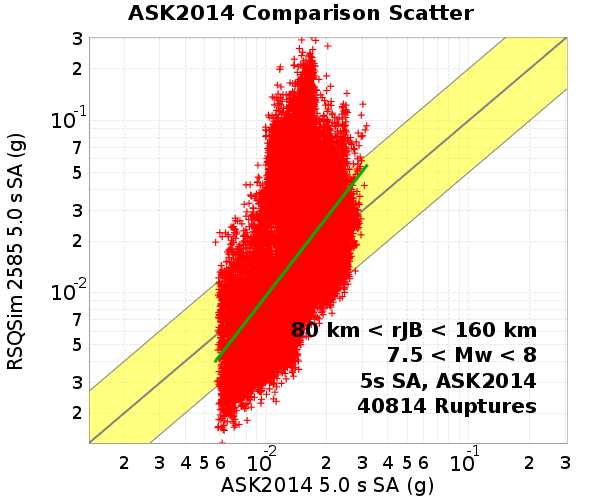 ASK2014 Comparison Scatter
RSQSim 2585 5.0 s SA (g)
3
2
10⁻¹
7
5
3
2
10⁻²
7
5
3
2
80 km < rJB < 160 km
7.5 < Mw < 8
5s SA, ASK2014
40814 Ruptures
2 3 4 5 6 10⁻² 2 3 4 5 6 10⁻¹ 2 3
ASK2014 5.0 s SA (g)